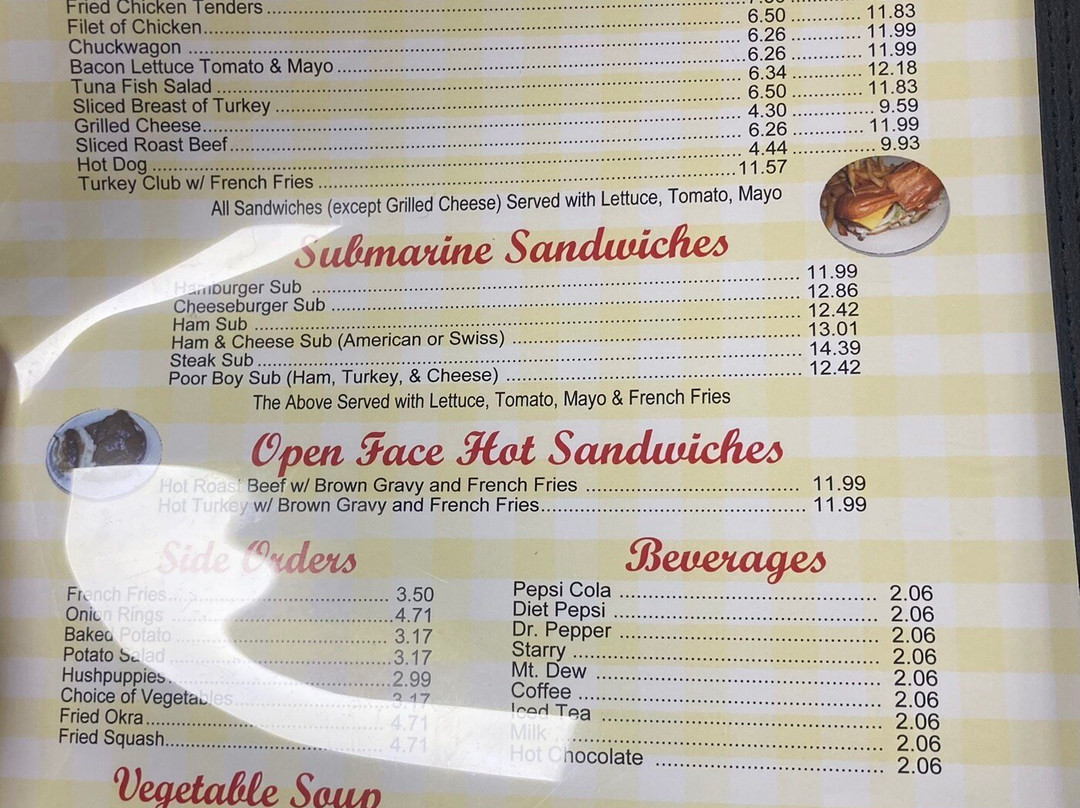 Fried Chicken Tenders
Filet of Chicken 6.50 11.83
Chuckwagon 6.26 11.99
Bacon Lettuce Tomato & Mayo 6.26 11.99
Tuna Fish Salad 6.34 12.18
Sliced Breast of Turkey 6.50 11.83
Grilled Cheese 4.30 9.59
Sliced Roast Beef 6.26 11.99
Hot Dog 4.44 9.93
Turkey Club w/ French Fries 11.57
All Sandwiches (except Grilled Cheese) Served with Lettuce, Tomato, Mayo
Submarine Sandwiches
Hamburger Sub 11.99
Cheeseburger Sub 12.86
Ham Sub 12.42
Ham & Cheese Sub (American or Swiss) 13.01
Steak Sub 14.39
Poor Boy Sub (Ham, Turkey, & Cheese) 12.42
The Above Served with Lettuce, Tomato, Mayo & French Fries
Open Face Hot Sandwiches
Hot Roast Beef w/ Brown Gravy and French Fries 11.99
Hot Turkey w/ Brown Gravy and French Fries 11.99
Side Orders
French Fries 3.50
Onion Rings 4.71
Baked Potato 3.17
Potato Salad 3.17
Hushpuppies 2.99
Choice of Vegetables 3.17
Fried Okra 4.71
Fried Squash 4.71
Beverages
Pepsi Cola 2.06
Diet Pepsi 2.06
Dr. Pepper 2.06
Starry 2.06
Mt. Dew 2.06
Coffee 2.06
Iced Tea 2.06
Milk 2.06
Hot Chocolate 2.06
Vegetable Soup